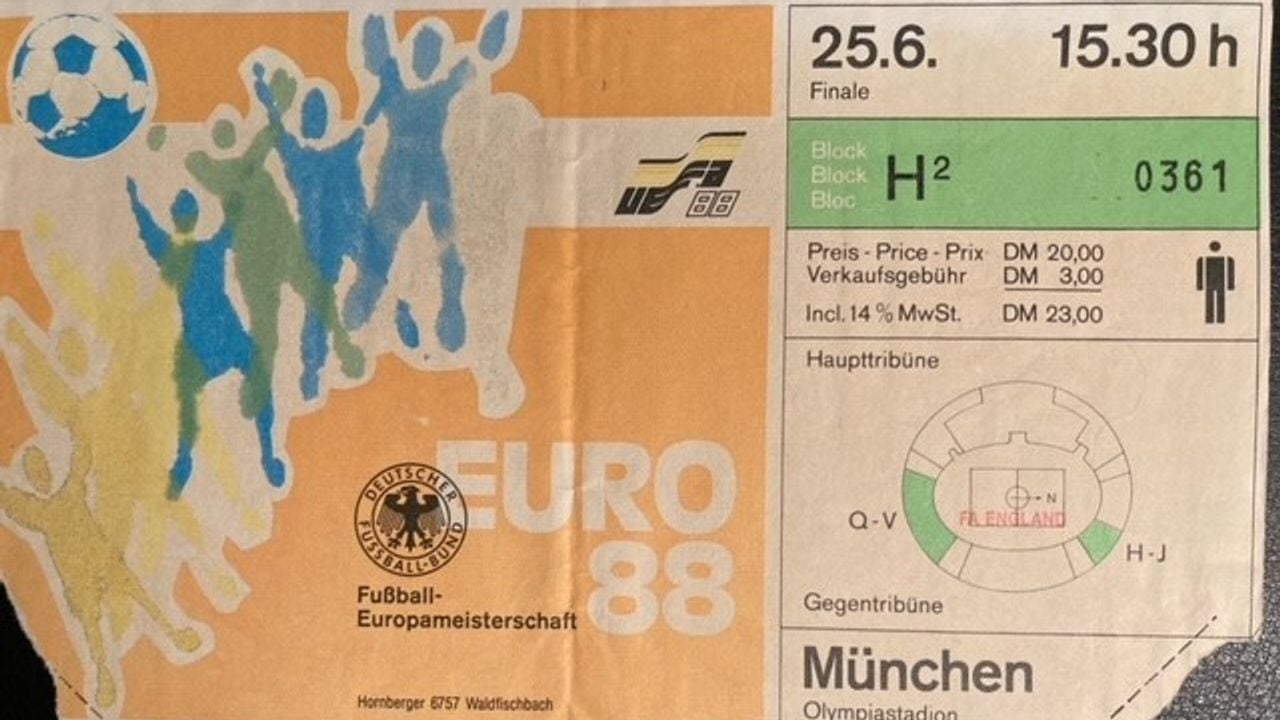 25.6. 15.30 h
Finale
Block
Block
Bloc
H²
0361
UEFA
88
Preis - Price - Prix DM 20,00
Verkaufsgebühr DM 3,00
Incl. 14 % MwSt. DM 23,00
Haupttribüne
N
FA ENGLAND
Q - V
H - J
Gegentribüne
München
Olympiastadion
EURO
88
DEUTSCHER
FUSSBALL-BUND
Fußball-
Europameisterschaft
Hornberger 6757 Waldfischbach